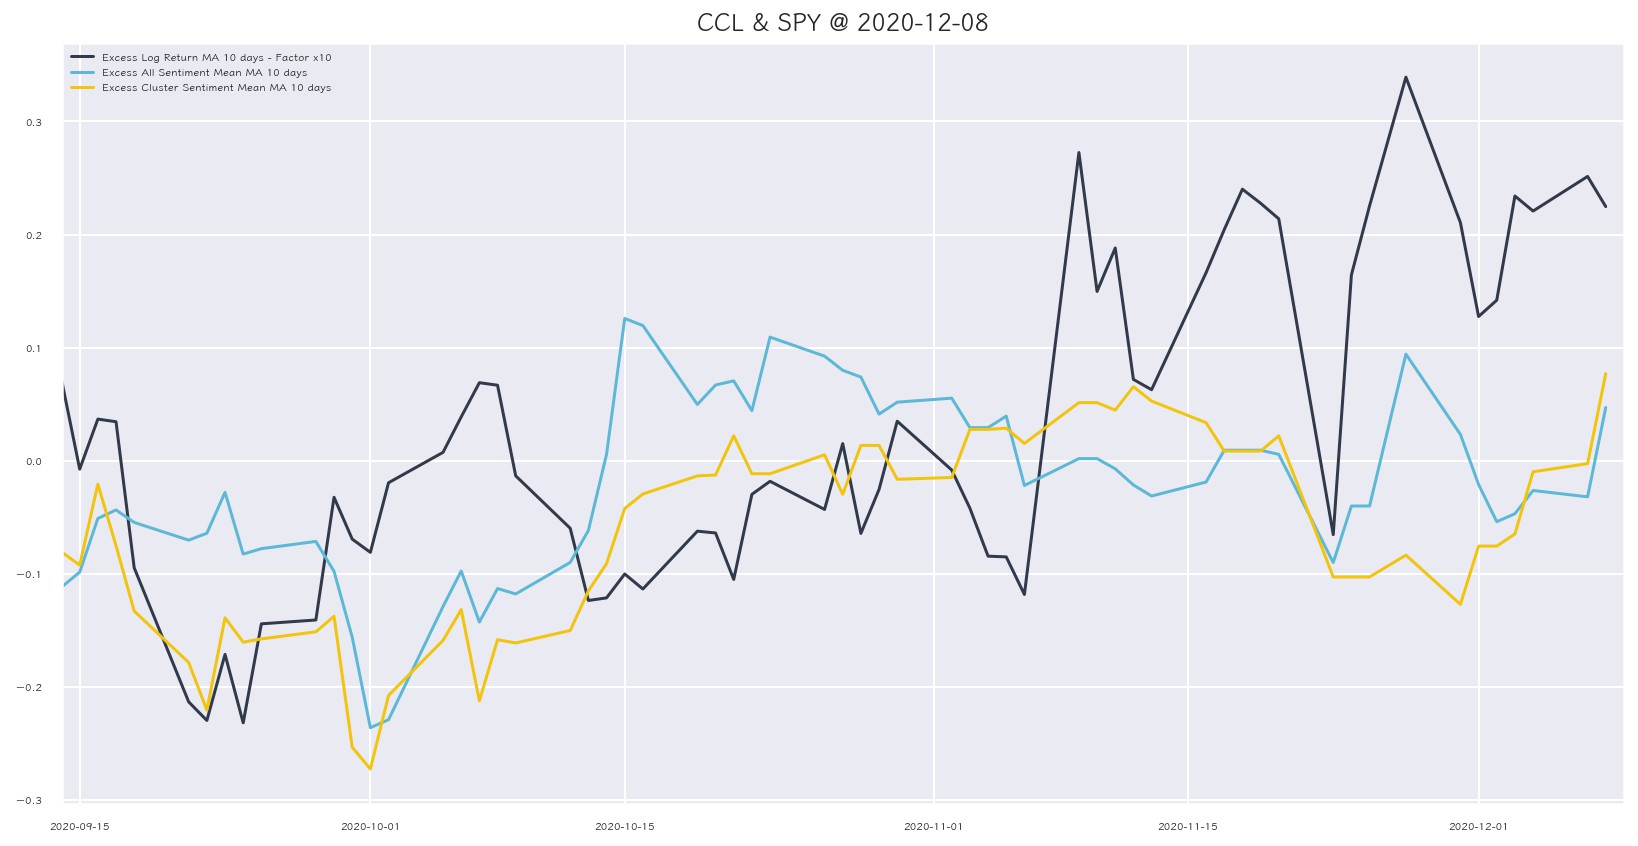 CCL & SPY @ 2020-12-08
Excess Log Return MA 10 days - Factor x10
Excess All Sentiment Mean MA 10 days
Excess Cluster Sentiment Mean MA 10 days
0.3
0.2
0.1
0.0
−0.1
−0.2
−0.3
2020-09-15 2020-10-01 2020-10-15 2020-11-01 2020-11-15 2020-12-01